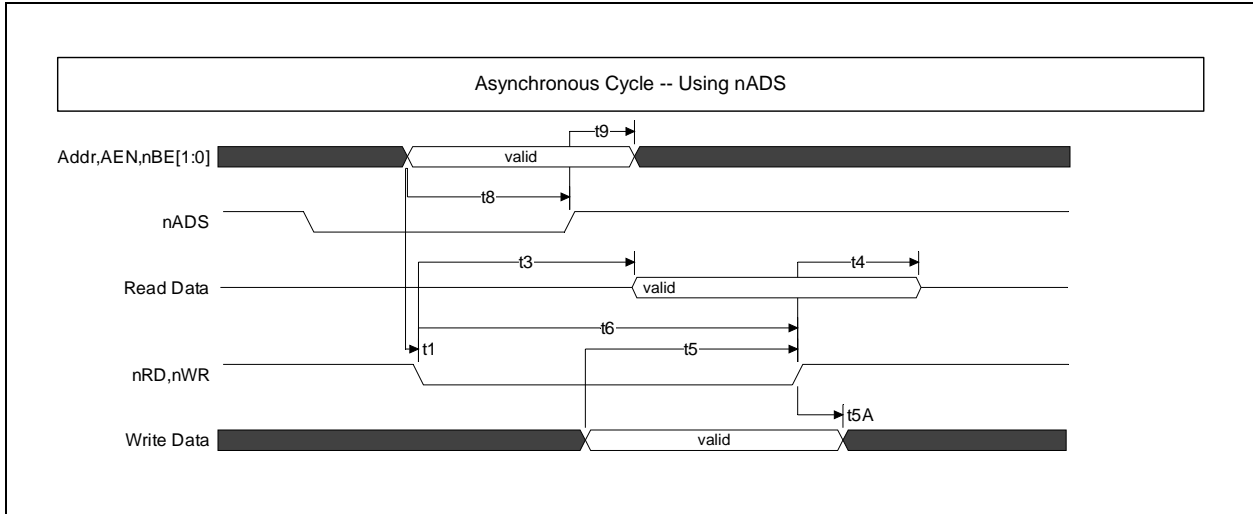 Asynchronous Cycle -- Using nADS
t9
Addr,AEN,nBE[1:0] valid
t8
nADS
t3 t4
Read Data valid
t6
t1 t5
nRD,nWR
t5A
Write Data valid